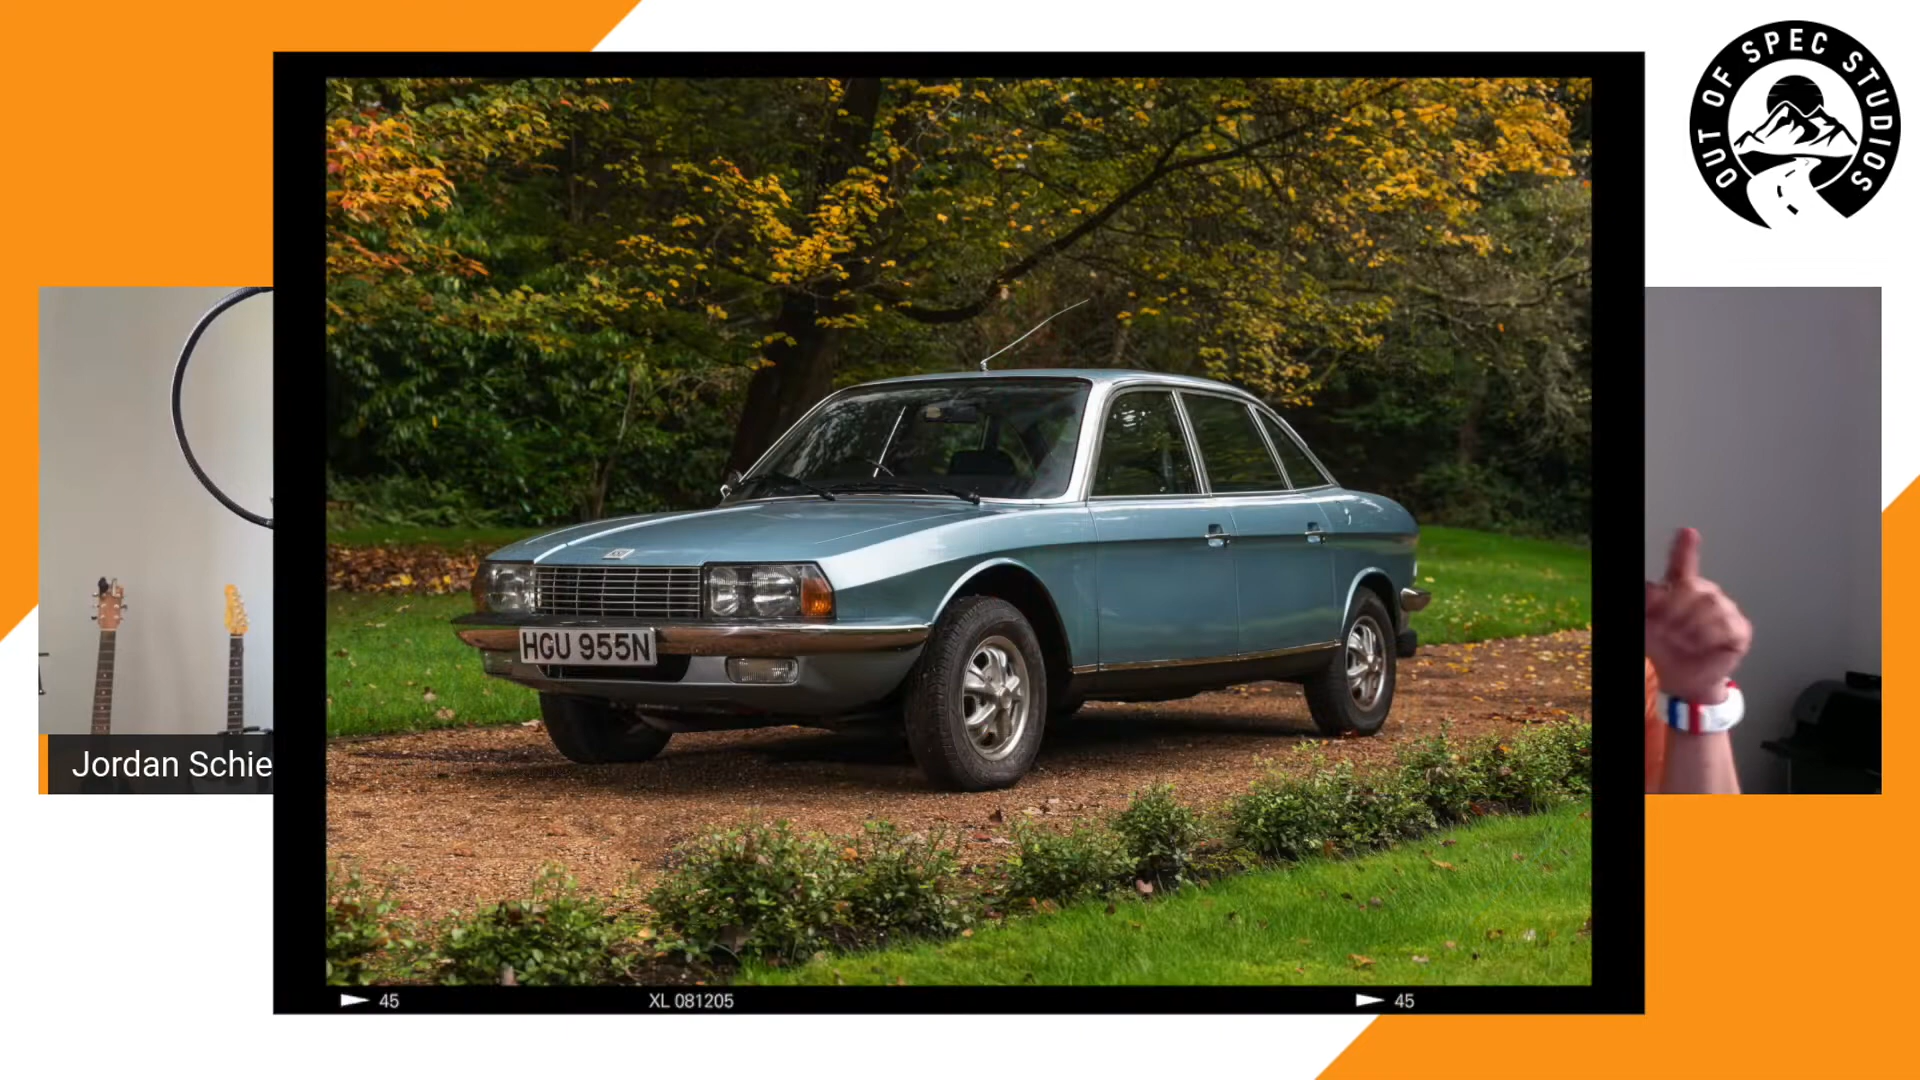 OUT OF SPEC STUDIOS
HGU 955N
Jordan Schie
45
XL 081205
45